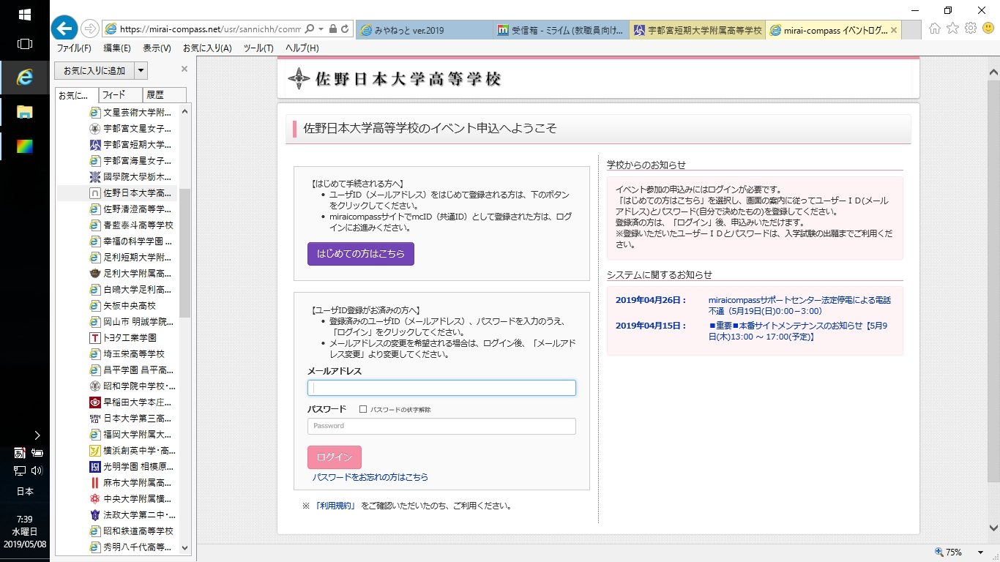 https://mirai-compass.net/usr/sannichh/comm
みやねっと ver.2019
受信箱 - ミライム (教職員向け...
宇都宮短期大学附属高等学校
mirai-compass イベントログ...
ファイル(F) 編集(E) 表示(V) お気に入り(A) ツール(T) ヘルプ(H)
お気に入りに追加
お気に... フィード 履歴
文星芸術大学附...
宇都宮文星女子...
宇都宮短期大学...
宇都宮海星女子...
國學院大學栃木...
佐野日本大学高...
佐野清澄高等学...
青藍泰斗高等学校
幸福の科学学園 ...
足利短期大学附...
足利大学附属高...
白鴎大学足利高...
矢板中央高校
岡山市 明誠学院...
トヨタ工業学園
埼玉栄高等学校
昌平学園 昌平高...
昭和学院中学校・...
早稲田大学本庄...
日本大学第三高...
福岡大学附属大...
横浜創英中学・高...
光明学園 相模原...
麻布大学附属高...
中央大学附属横...
法政大学第二中・...
昭和鉄道高等学校
秀明八千代高等...
佐野日本大学高等学校
佐野日本大学高等学校のイベント申込へようこそ
【はじめて手続される方へ】
• ユーザID（メールアドレス）をはじめて登録される方は、下のボタン
をクリックしてください。
• miraicompassサイトでmcID（共通ID）として登録された方は、ログ
インにお進みください。
はじめての方はこちら
【ユーザID登録がお済みの方へ】
• 登録済みのユーザID（メールアドレス）、パスワードを入力のうえ、
「ログイン」をクリックしてください。
• メールアドレスの変更を希望される場合は、ログイン後、「メールアド
レス変更」より変更してください。
メールアドレス
パスワード パスワードの伏字解除
Password
ログイン
パスワードをお忘れの方はこちら
※ 「利用規約」 をご確認いただいたのち、ご利用ください。
学校からのお知らせ
イベント参加の申込みにはログインが必要です。
「はじめての方はこちら」を選択し、画面の案内に従ってユーザーＩＤ(メール
アドレス)とパスワード(自分で決めたもの)を登録してください。
登録済の方は、「ログイン」後、申込みいただけます。
※登録いただいたユーザーＩＤとパスワードは、入学試験の出願までご利用くだ
さい。
システムに関するお知らせ
2019年04月26日： miraicompassサポートセンター法定停電による電話
不通（5月19日(日)0:00－3:00）
2019年04月15日： ■重要■本番サイトメンテナンスのお知らせ【5月9
日(木)13:00 ～ 17:00(予定)】
あ
日本
7:39
水曜日
2019/05/08
75%